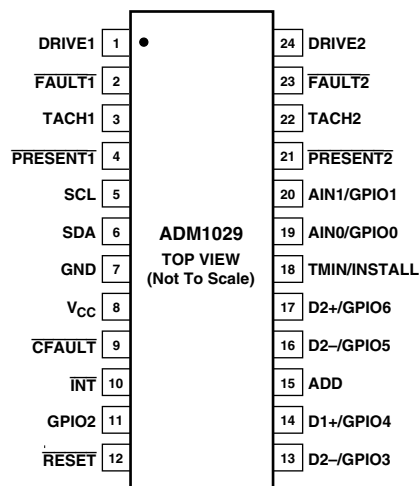 DRIVE1 1
FAULT1 2
TACH1 3
PRESENT1 4
SCL 5
SDA 6
GND 7
VCC 8
CFAULT 9
INT 10
GPIO2 11
RESET 12
ADM1029
TOP VIEW
(Not To Scale)
24 DRIVE2
23 FAULT2
22 TACH2
21 PRESENT2
20 AIN1/GPIO1
19 AIN0/GPIO0
18 TMIN/INSTALL
17 D2+/GPIO6
16 D2–/GPIO5
15 ADD
14 D1+/GPIO4
13 D2–/GPIO3